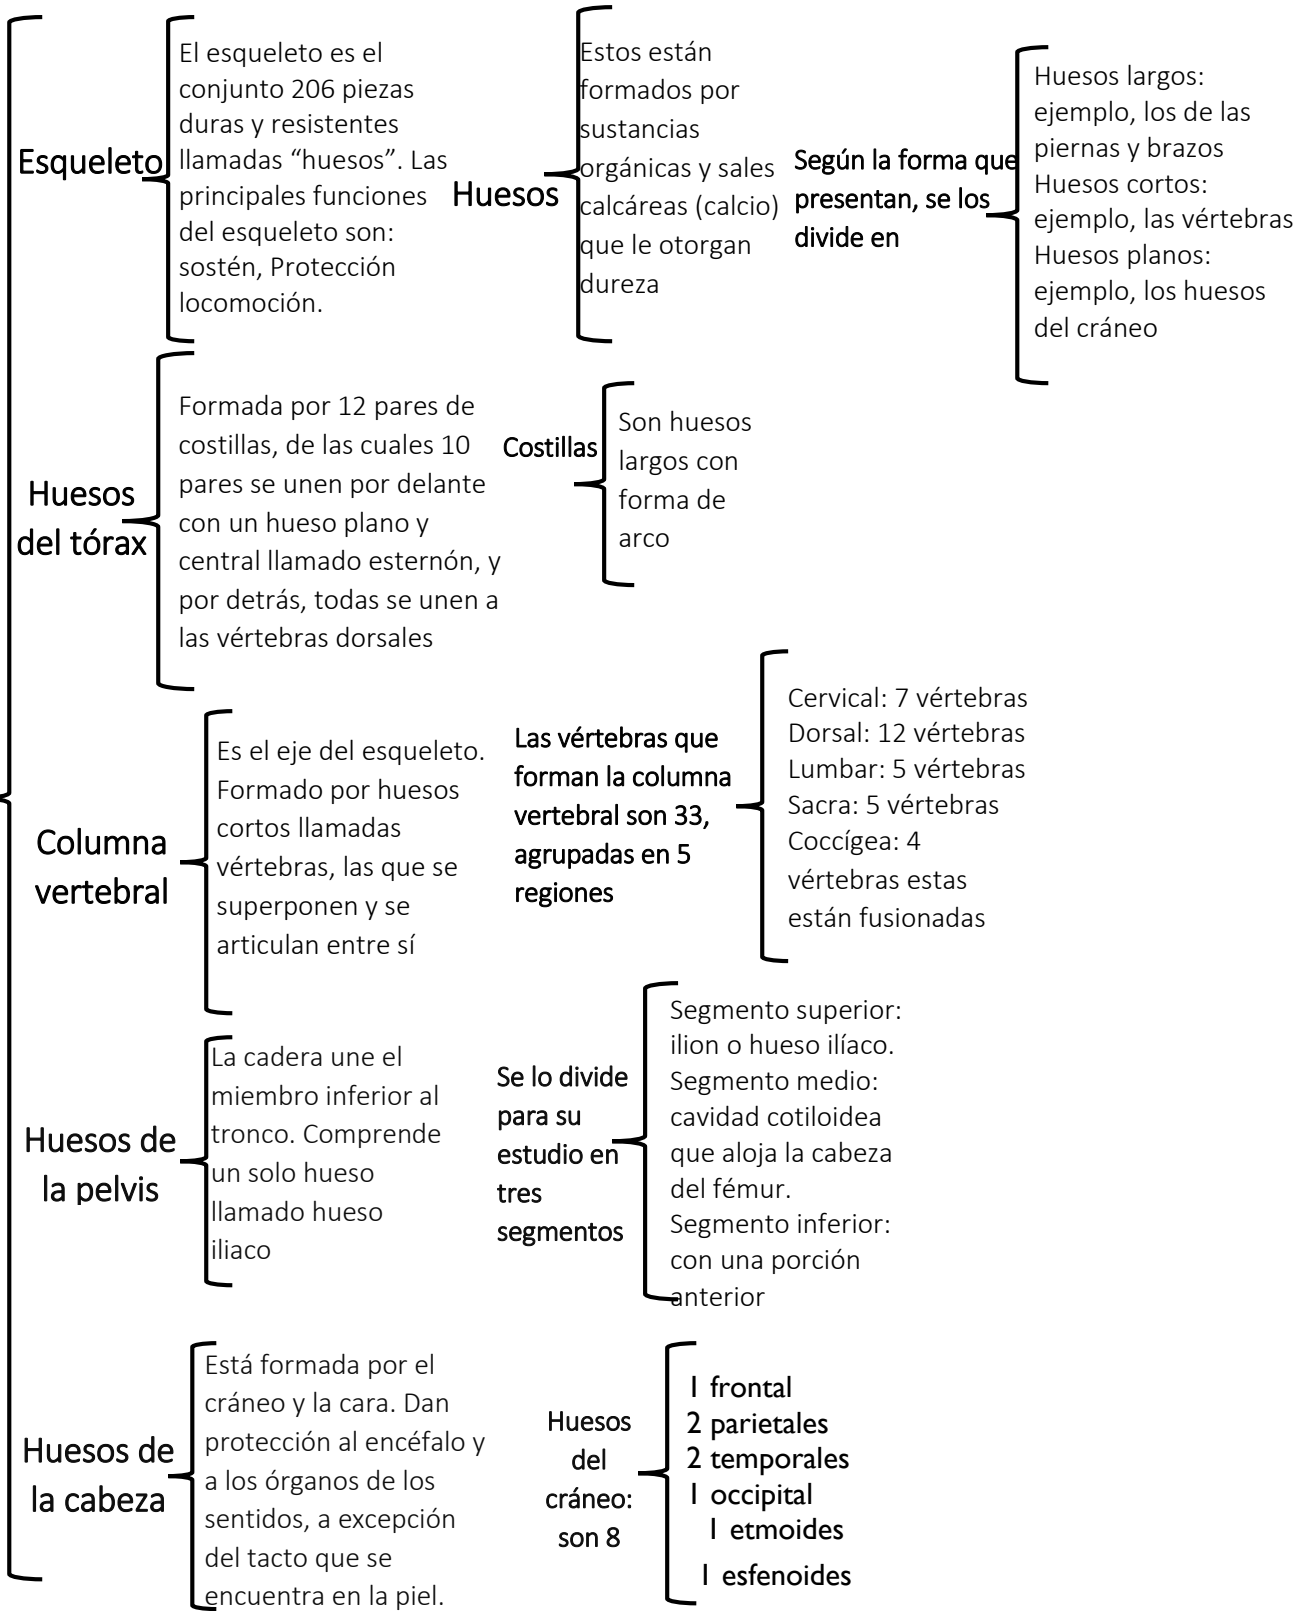 Esqueleto
El esqueleto es el
conjunto 206 piezas
duras y resistentes
llamadas “huesos”. Las
principales funciones
del esqueleto son:
sostén, Protección
locomoción.
Huesos
Estos están
formados por
sustancias
orgánicas y sales
calcáreas (calcio)
que le otorgan
dureza
Según la forma que
presentan, se los
divide en
Huesos largos:
ejemplo, los de las
piernas y brazos
Huesos cortos:
ejemplo, las vértebras
Huesos planos:
ejemplo, los huesos
del cráneo
Huesos
del tórax
Formada por 12 pares de
costillas, de las cuales 10
pares se unen por delante
con un hueso plano y
central llamado esternón, y
por detrás, todas se unen a
las vértebras dorsales
Costillas
Son huesos
largos con
forma de
arco
Columna
vertebral
Es el eje del esqueleto.
Formado por huesos
cortos llamadas
vértebras, las que se
superponen y se
articulan entre sí
Las vértebras que
forman la columna
vertebral son 33,
agrupadas en 5
regiones
Cervical: 7 vértebras
Dorsal: 12 vértebras
Lumbar: 5 vértebras
Sacra: 5 vértebras
Coccígea: 4
vértebras estas
están fusionadas
Huesos de
la pelvis
La cadera une el
miembro inferior al
tronco. Comprende
un solo hueso
llamado hueso
iliaco
Se lo divide
para su
estudio en
tres
segmentos
Segmento superior:
ilion o hueso ilíaco.
Segmento medio:
cavidad cotiloidea
que aloja la cabeza
del fémur.
Segmento inferior:
con una porción
anterior
Huesos de
la cabeza
Está formada por el
cráneo y la cara. Dan
protección al encéfalo y
a los órganos de los
sentidos, a excepción
del tacto que se
encuentra en la piel.
Huesos
del
cráneo:
son 8
1 frontal
2 parietales
2 temporales
1 occipital
1 etmoides
1 esfenoides